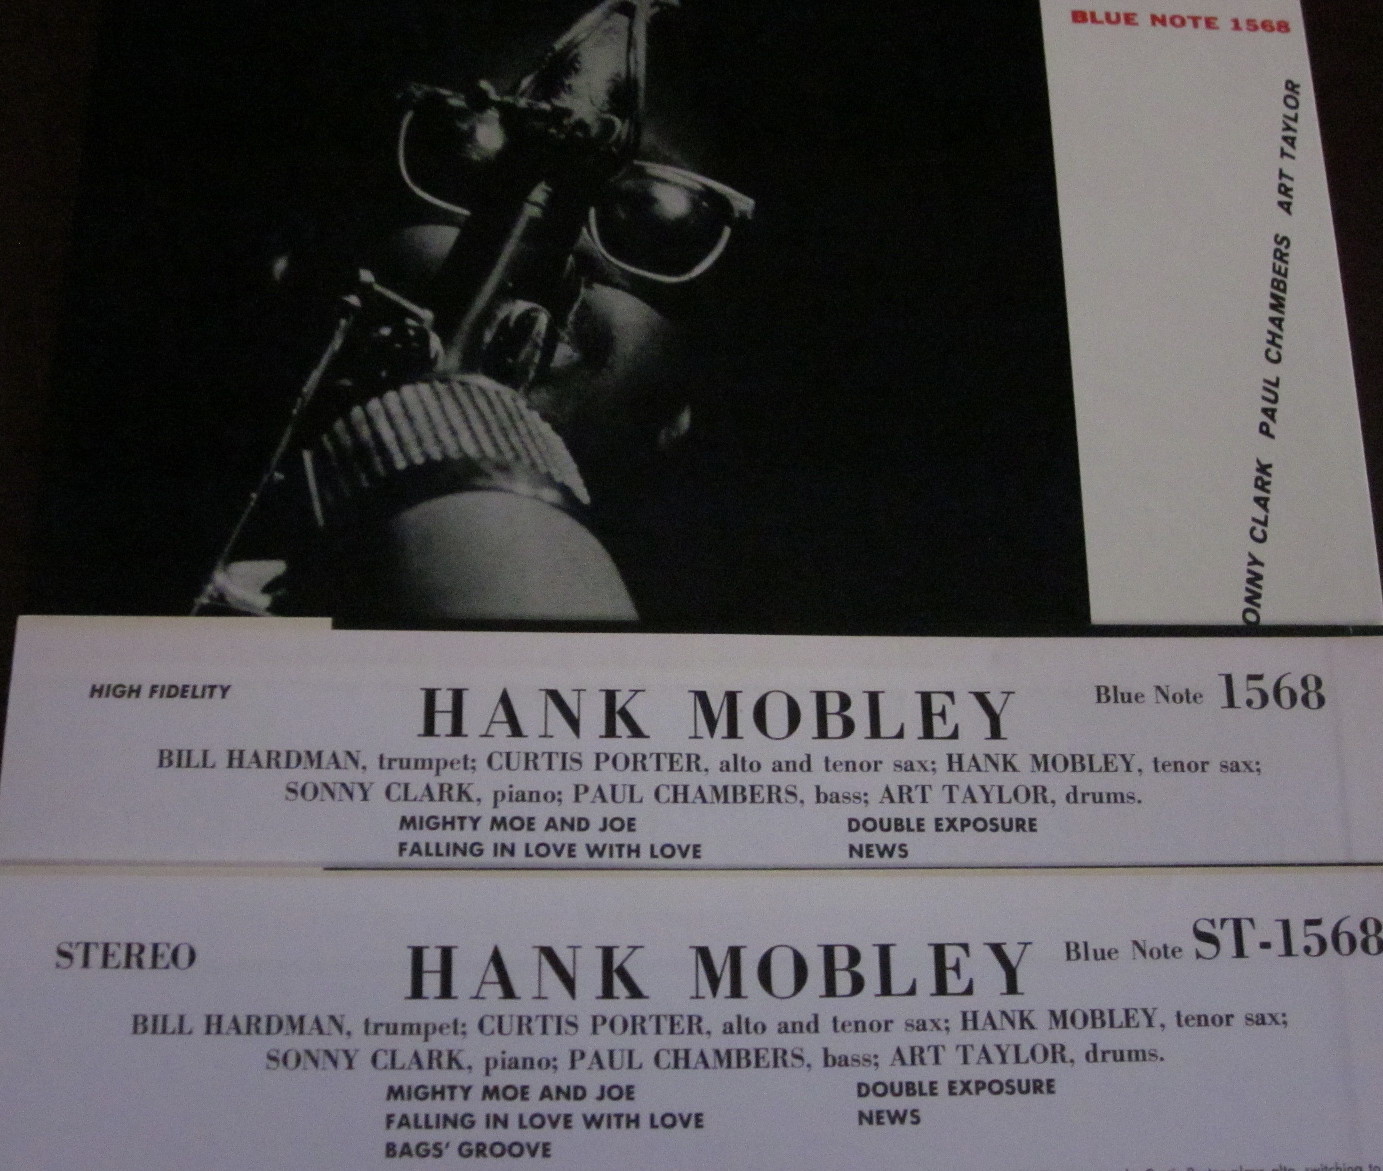 BLUE NOTE 1568
ONNY CLARK PAUL CHAMBERS ART TAYLOR
HIGH FIDELITY
HANK MOBLEY
Blue Note 1568
BILL HARDMAN, trumpet; CURTIS PORTER, alto and tenor sax; HANK MOBLEY, tenor sax;
SONNY CLARK, piano; PAUL CHAMBERS, bass; ART TAYLOR, drums.
MIGHTY MOE AND JOE
FALLING IN LOVE WITH LOVE
DOUBLE EXPOSURE
NEWS
STEREO
HANK MOBLEY
Blue Note ST-1568
BILL HARDMAN, trumpet; CURTIS PORTER, alto and tenor sax; HANK MOBLEY, tenor sax;
SONNY CLARK, piano; PAUL CHAMBERS, bass; ART TAYLOR, drums.
MIGHTY MOE AND JOE
FALLING IN LOVE WITH LOVE
BAGS' GROOVE
DOUBLE EXPOSURE
NEWS